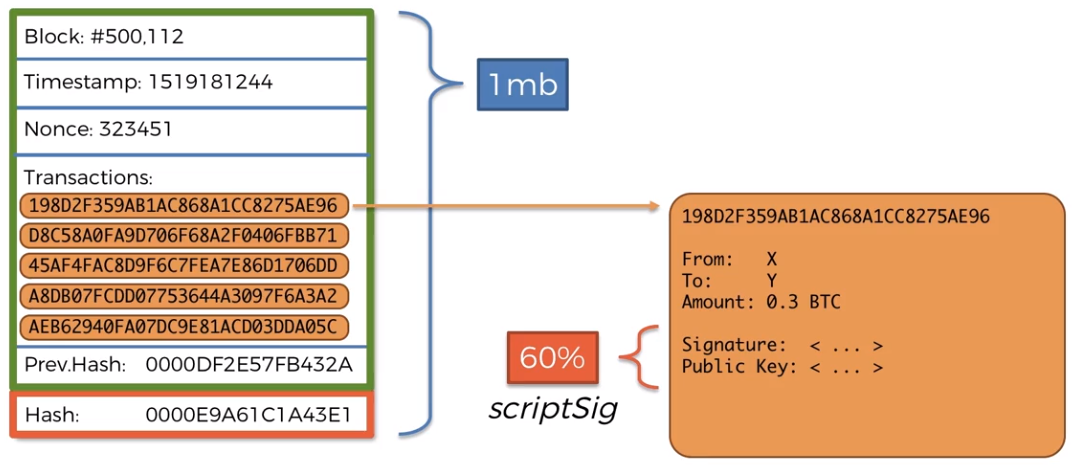 Block: #500,112
Timestamp: 1519181244
Nonce: 323451
Transactions:
198D2F359AB1AC868A1CC8275AE96
D8C58A0FA9D706F68A2F0406FBB71
45AF4FAC8D9F6C7FEA7E86D1706DD
A8DB07FCDD07753644A3097F6A3A2
AEB62940FA07DC9E81ACD03DDA05C
Prev.Hash: 0000DF2E57FB432A
Hash: 0000E9A61C1A43E1
1mb
198D2F359AB1AC868A1CC8275AE96
From: X
To: Y
Amount: 0.3 BTC
Signature: < ... >
Public Key: < ... >
60%
scriptSig